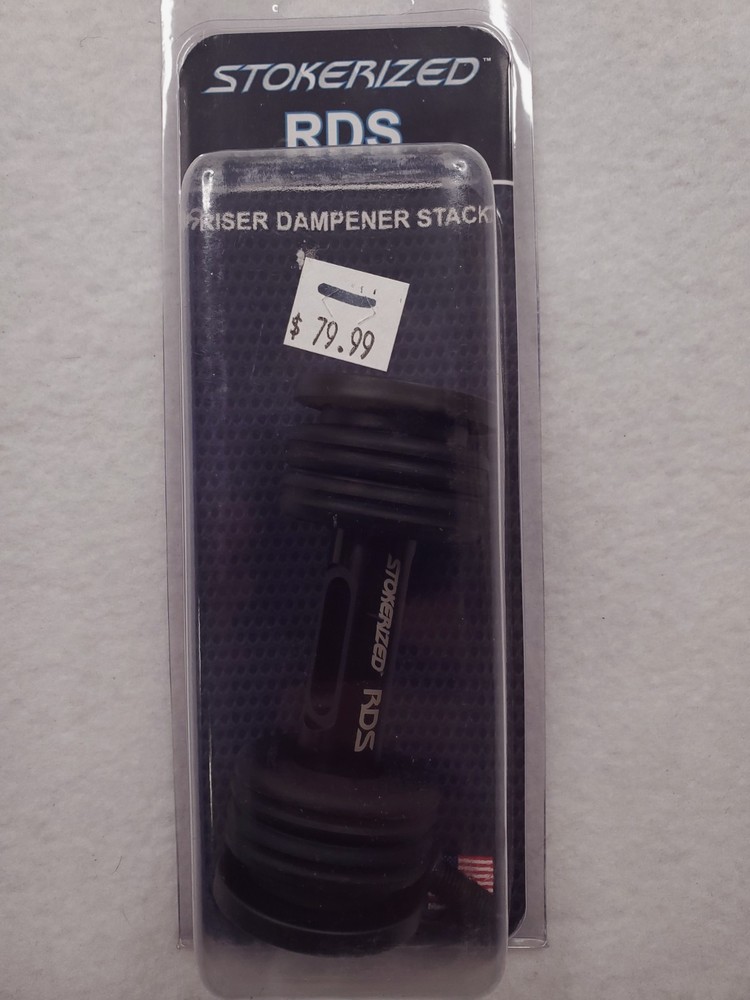 STOKERIZED™
RDS
RISER DAMPENER STACK
$ 79.99
STOKERIZED RDS